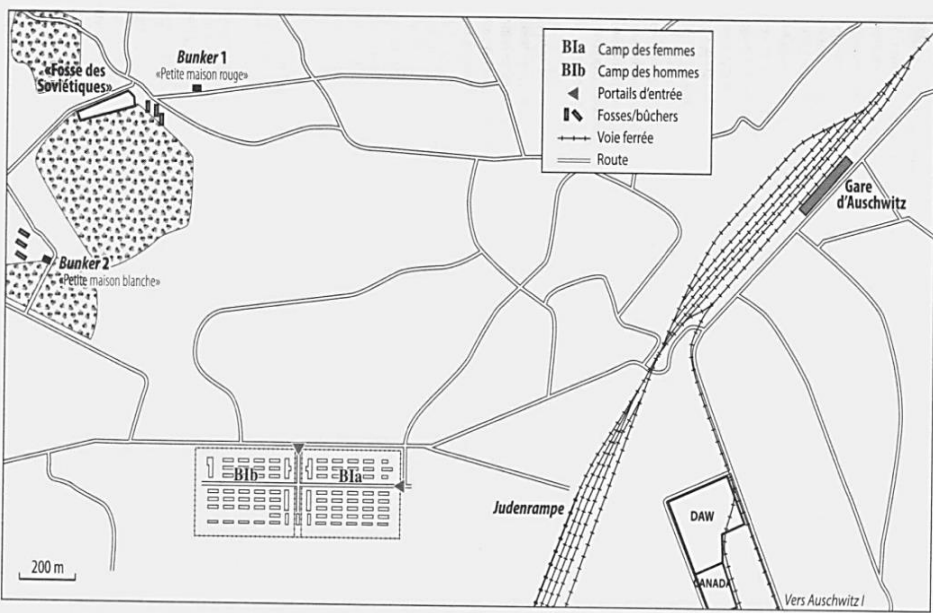 «Fosse des
Soviétiques»
Bunker 1
«Petite maison rouge»
BIa Camp des femmes
BIb Camp des hommes
Portails d'entrée
Fosses/bûchers
Voie ferrée
Route
Gare
d'Auschwitz
Bunker 2
«Petite maison blanche»
BIb
BIa
Judenrampe
DAW
CANADA
200 m
Vers Auschwitz I